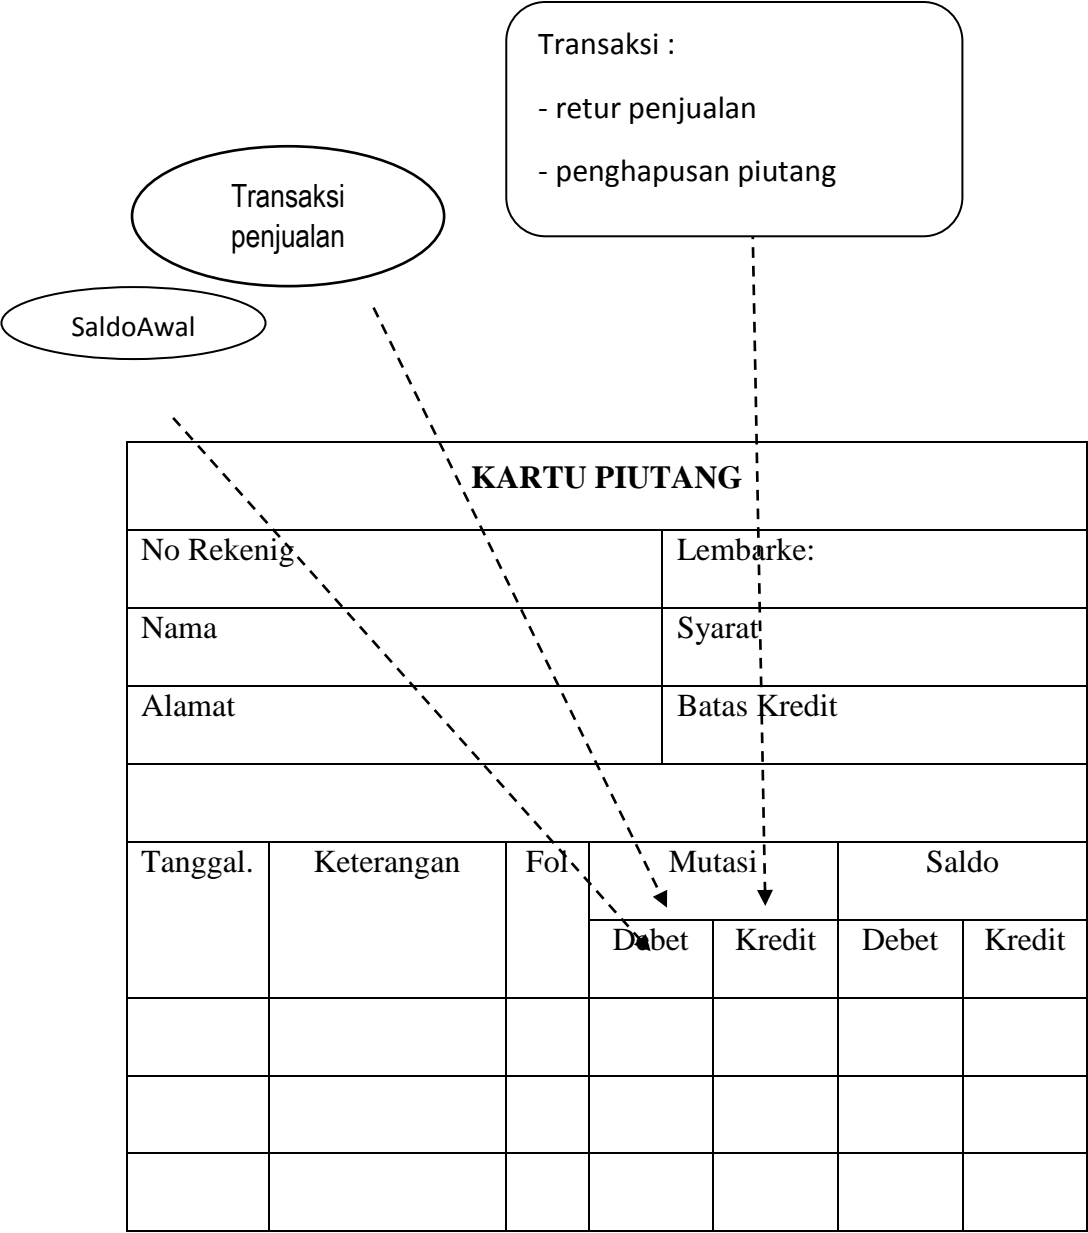 Transaksi :
- retur penjualan
- penghapusan piutang
Transaksi
penjualan
SaldoAwal
KARTU PIUTANG
No Rekenig
Lembarke:
Nama
Syarat
Alamat
Batas Kredit
Tanggal.
Keterangan
Fol
Mutasi
Saldo
Debet
Kredit
Debet
Kredit